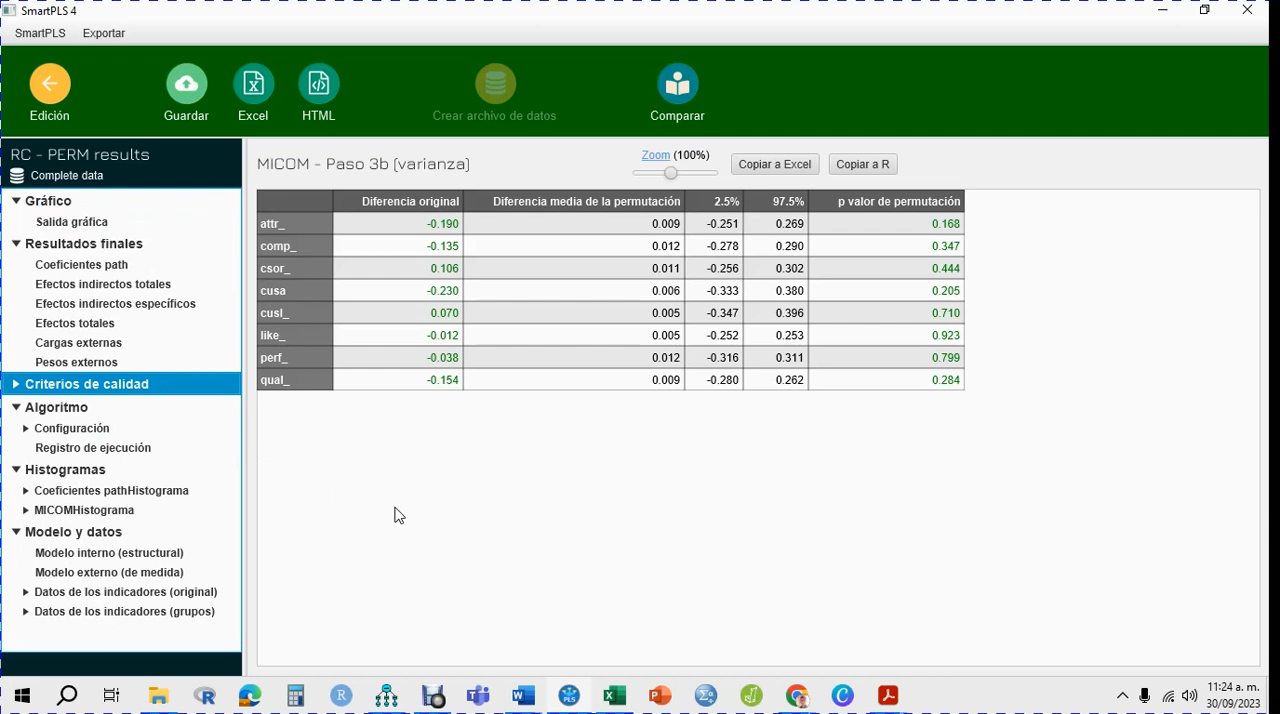 SmartPLS 4
SmartPLS Exportar
Edición Guardar Excel HTML Crear archivo de datos Comparar
RC - PERM results
Complete data
Gráfico
Salida gráfica
Resultados finales
Coeficientes path
Efectos indirectos totales
Efectos indirectos específicos
Efectos totales
Cargas externas
Pesos externos
Criterios de calidad
Algoritmo
Configuración
Registro de ejecución
Histogramas
Coeficientes pathHistograma
MICOMHistograma
Modelo y datos
Modelo interno (estructural)
Modelo externo (de medida)
Datos de los indicadores (original)
Datos de los indicadores (grupos)
MICOM - Paso 3b (varianza) Zoom (100%) Copiar a Excel Copiar a R
Diferencia original Diferencia media de la permutación 2.5% 97.5% p valor de permutación
attr_ -0.190 0.009 -0.251 0.269 0.168
comp_ -0.135 0.012 -0.278 0.290 0.347
csor_ 0.106 0.011 -0.256 0.302 0.444
cusa -0.230 0.006 -0.333 0.380 0.205
cusl_ 0.070 0.005 -0.347 0.396 0.710
like_ -0.012 0.005 -0.252 0.253 0.923
perf_ -0.038 0.012 -0.316 0.311 0.799
qual_ -0.154 0.009 -0.280 0.262 0.284
11:24 a. m.
30/09/2023